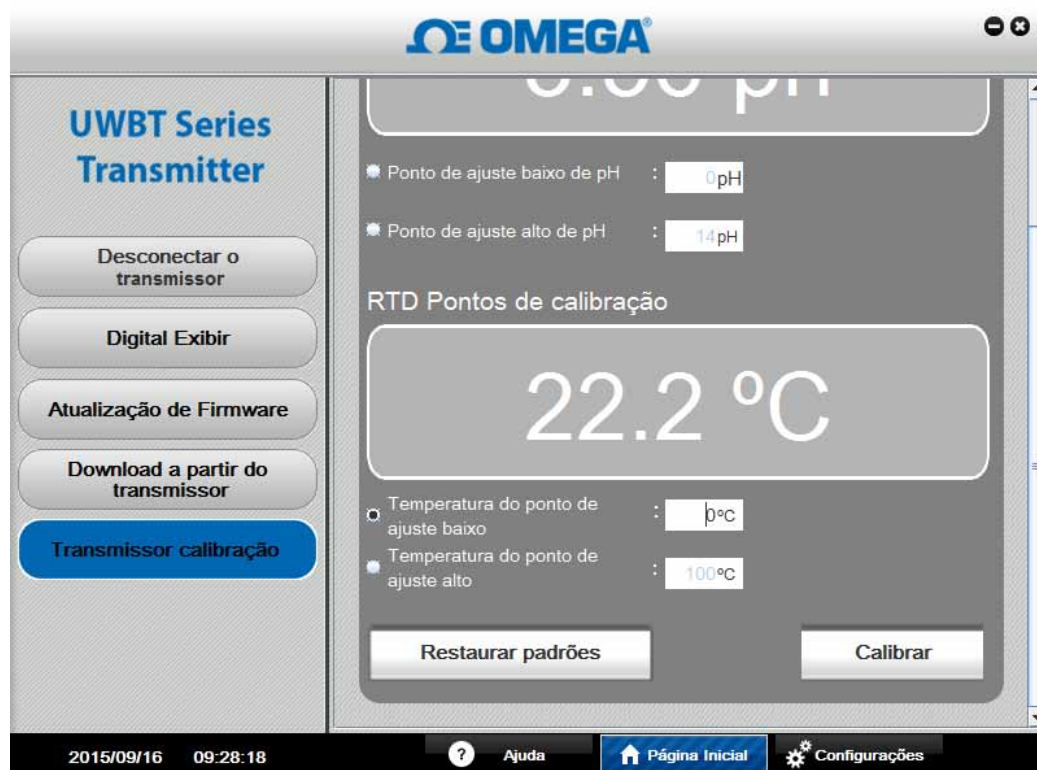 OMEGA®
UWBT Series
Transmitter
Desconectar o
transmissor
Digital Exibir
Atualização de Firmware
Download a partir do
transmissor
Transmissor calibração
Ponto de ajuste baixo de pH : 0pH
Ponto de ajuste alto de pH : 14pH
RTD Pontos de calibração
22.2 ºC
Temperatura do ponto de
ajuste baixo : 0ºC
Temperatura do ponto de
ajuste alto : 100ºC
Restaurar padrões Calibrar
2015/09/16 09:28:18 ? Ajuda Página Inicial Configurações